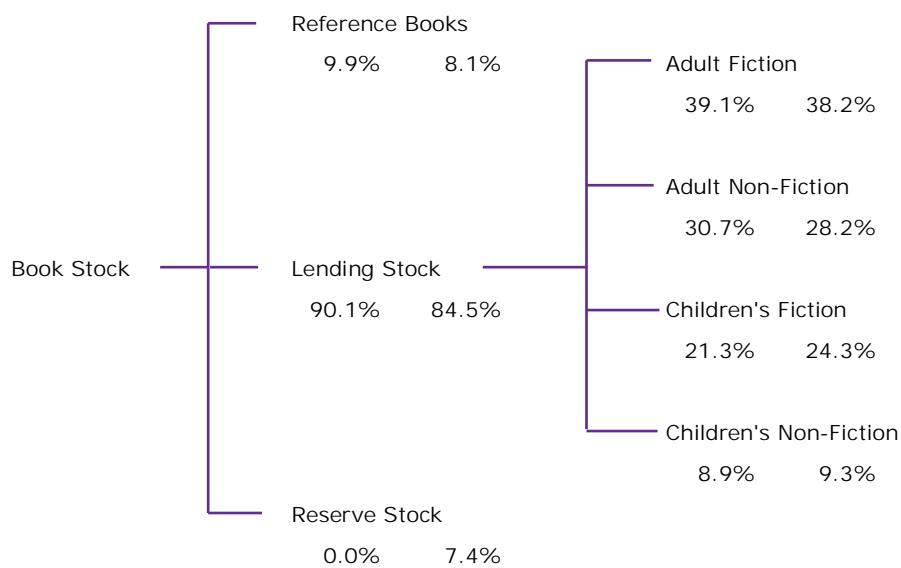 Reference Books
9.9% 8.1%
Adult Fiction
39.1% 38.2%
Adult Non-Fiction
30.7% 28.2%
Book Stock
Lending Stock
90.1% 84.5%
Children's Fiction
21.3% 24.3%
Children's Non-Fiction
8.9% 9.3%
Reserve Stock
0.0% 7.4%